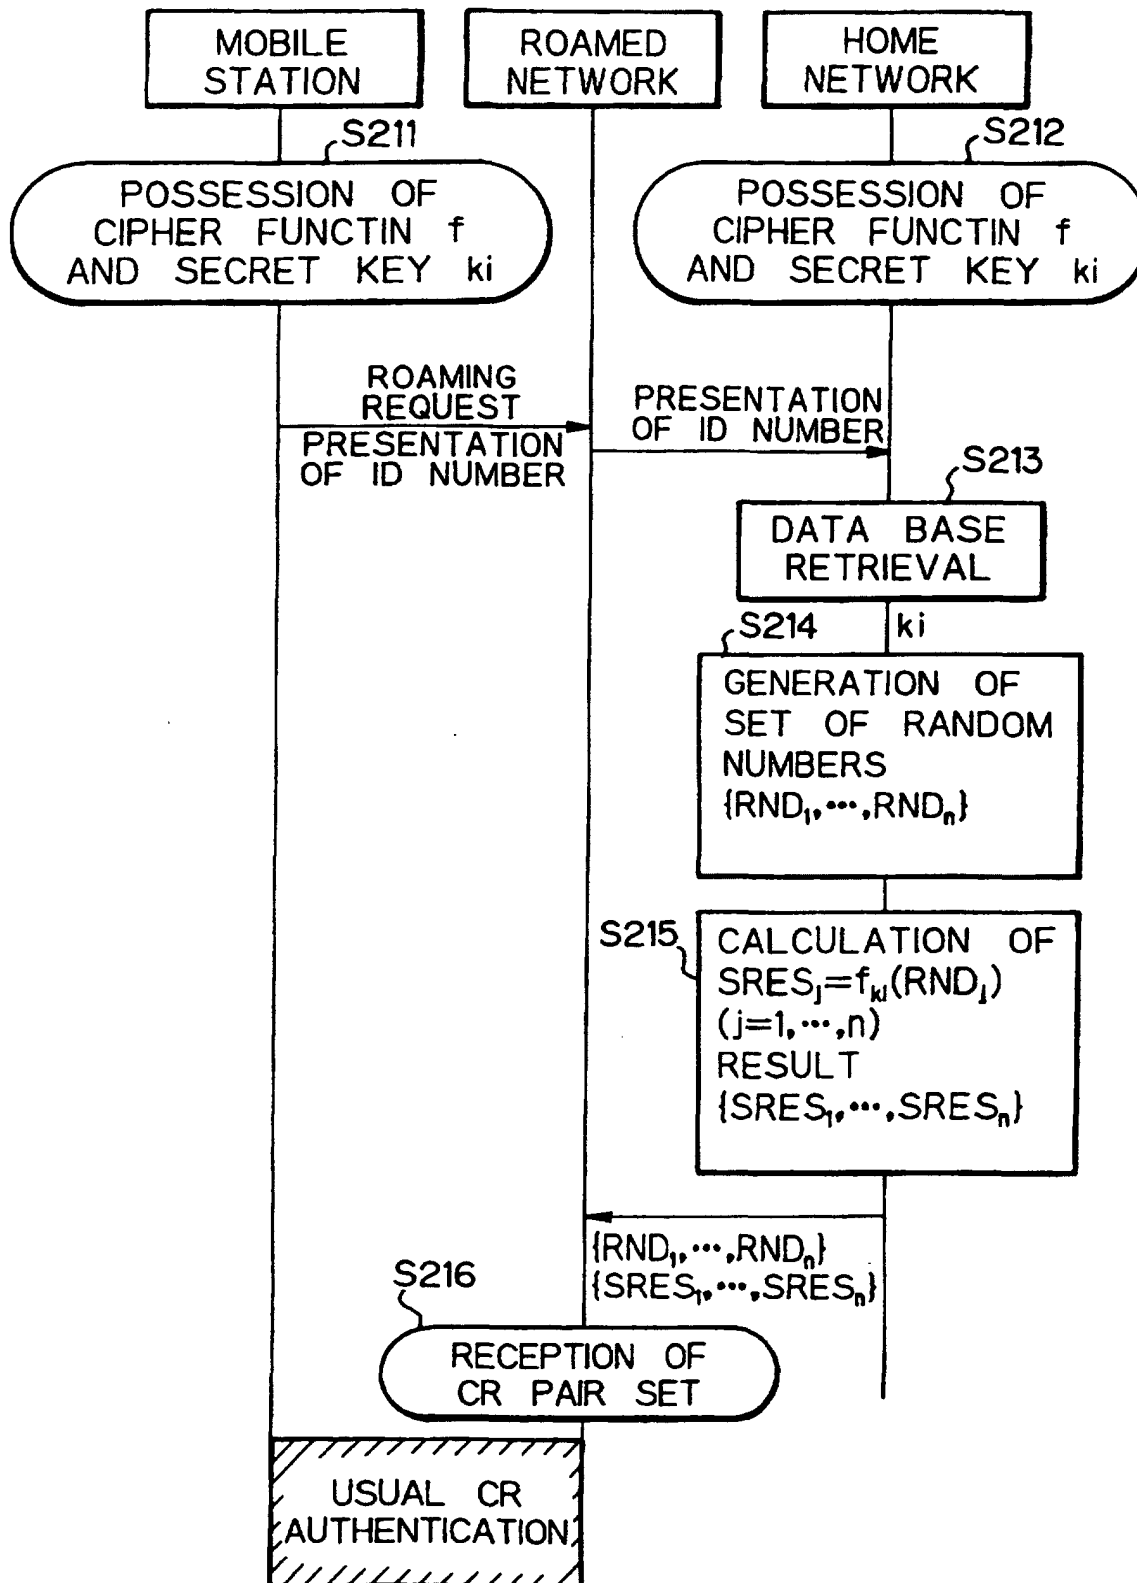 MOBILE
STATION
ROAMED
NETWORK
HOME
NETWORK
S211
S212
POSSESSION OF
CIPHER FUNCTIN f
AND SECRET KEY ki
POSSESSION OF
CIPHER FUNCTIN f
AND SECRET KEY ki
ROAMING
REQUEST
PRESENTATION
OF ID NUMBER
PRESENTATION
OF ID NUMBER
S213
DATA BASE
RETRIEVAL
S214
ki
GENERATION OF
SET OF RANDOM
NUMBERS
{RND₁,···,RNDₙ}
S215
CALCULATION OF
SRESⱼ=fₖᵢ(RNDⱼ)
(j=1,···,n)
RESULT
{SRES₁,···,SRESₙ}
{RND₁,···,RNDₙ}
{SRES₁,···,SRESₙ}
S216
RECEPTION OF
CR PAIR SET
USUAL CR
AUTHENTICATION